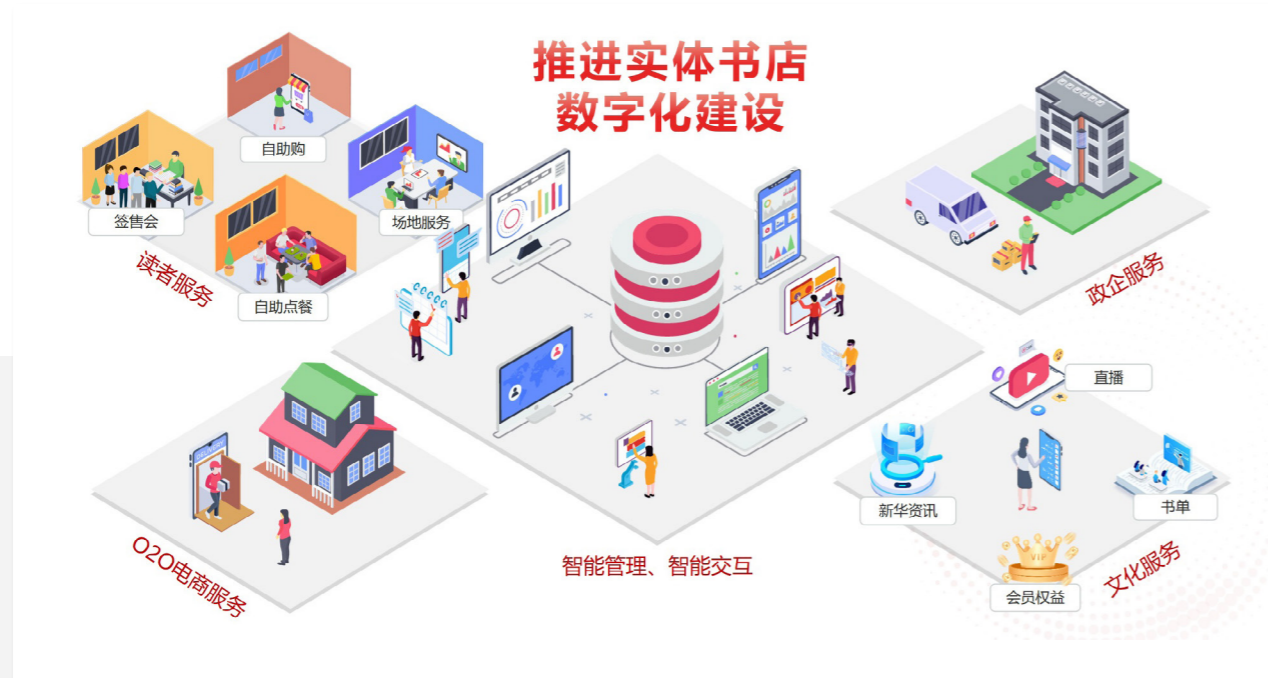 推进实体书店
数字化建设
自助购
签售会
场地服务
自助点餐
读者服务
政企服务
直播
新华资讯
书单
VIP
会员权益
文化服务
O2O电商服务
智能管理、智能交互